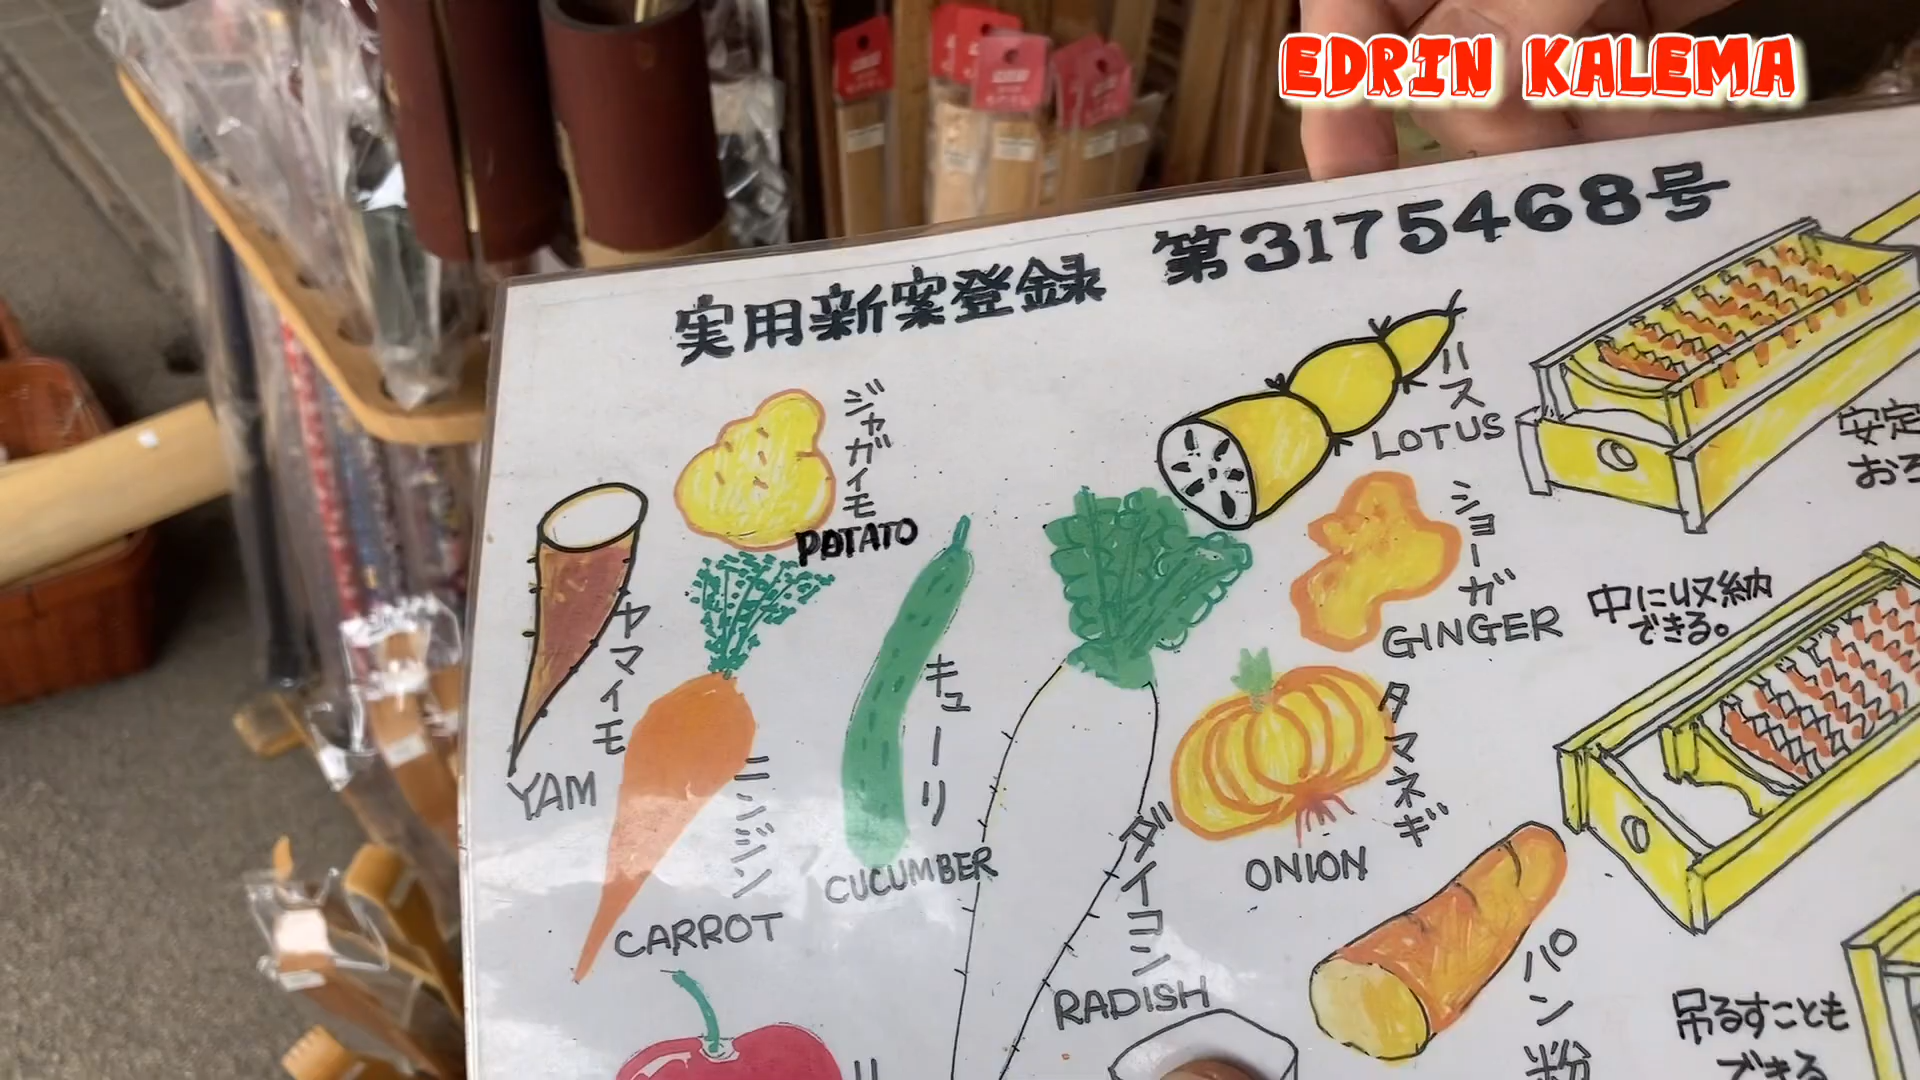 EDRIN KALEMA
実用新案登録 第3175468号
ジャガイモ
POTATO
ハス
LOTUS
ヤマイモ
YAM
ニンジン
CARROT
キューリ
CUCUMBER
ダイコン
RADISH
ショーガ
GINGER
タマネギ
ONION
パン粉
安定
おろ
中に収納
できる。
吊るすことも
できる